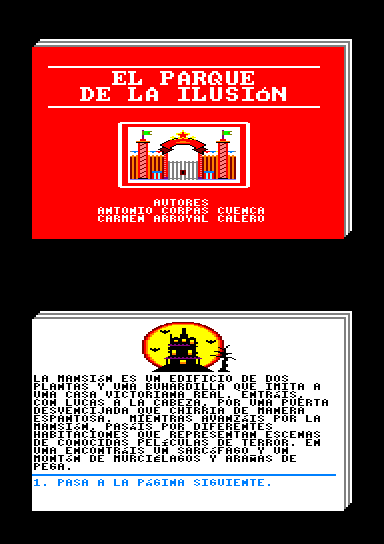 EL PARQUE
DE LA ILUSIóN
AUTORES
ANTONIO CORPAS CUENCA
CARMEN ARROYAL CALERO
LA MANSIóN ES UN EDIFICIO DE DOS
PLANTAS Y UNA BUHARDILLA QUE IMITA A
UNA CASA VICTORIANA REAL. ENTRáIS,
CON LUCAS A LA CABEZA, POR UNA PUERTA
DESVENCIJADA QUE CHIRRIA DE MANERA
ESPANTOSA. MIENTRAS AVANZáIS POR LA
MANSIóN, PASáIS POR DIFERENTES
HABITACIONES QUE REPRESENTAN ESCENAS
DE CONOCIDAS PELíCULAS DE TERROR. EN
UNA ENCONTRáIS UN SARCóFAGO Y UN
MONTóN DE MURCIéLAGOS Y ARAñAS DE
PEGA.
1. PASA A LA PáGINA SIGUIENTE.